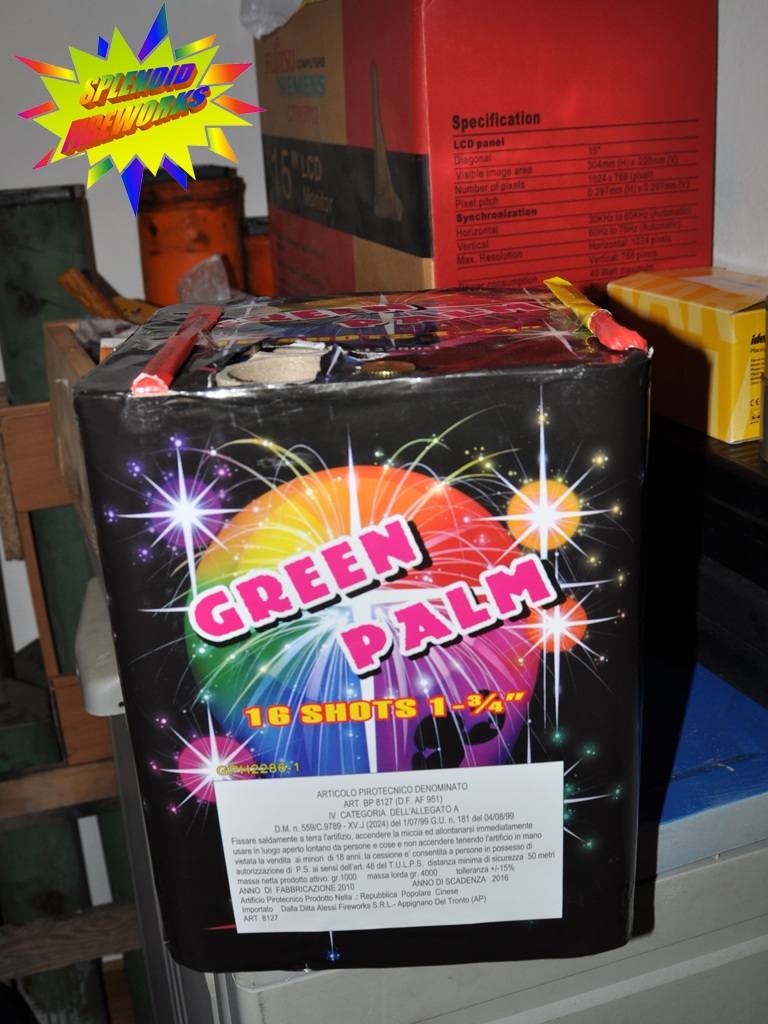 SPLENDID
FIREWORKS
FUJITSU COMPUTERS
SIEMENS
15" LCD
Monitor
Specification
LCD panel
Diagonal 15"
Visible image area 304mm (H) x 228mm (V)
Number of pixels 1024 x 768 (pixel)
Pixel pitch 0.297mm (H) x 0.297mm (V)
Synchronization
Horizontal 30KHz to 60KHz (Automatic)
Vertical 60Hz to 75Hz (Automatic)
Max. Resolution Horizontal: 1024 pixels
Vertical: 768 pixels
Power consumption 40 Watt maximum
GREEN PALM
GREEN
PALM
16 SHOTS 1-¾"
GPH2286-1
ARTICOLO PIROTECNICO DENOMINATO
ART. BP 8127 (D.F. AF 951)
IV CATEGORIA DELL'ALLEGATO A
D.M. n. 559/C.9789 - XV.J (2024) del 1/07/99 G.U. n. 181 del 04/08/99
Fissare saldamente a terra l'artifizio, accendere la miccia ed allontanarsi immediatamente
usare in luogo aperto lontano da persone e cose e non accendere tenendo l'artificio in mano
vietata la vendita ai minori di 18 anni. la cessione e' consentita a persone in possesso di
autorizzazione di P.S. ai sensi dell'art. 48 del T.U.L.P.S. distanza minima di sicurezza 50 metri
massa netta prodotto attivo: gr.1000 massa lorda gr. 4000 tolleranza +/-15%
ANNO DI FABBRICAZIONE 2010 ANNO DI SCADENZA 2016
Artificio Pirotecnico Prodotto Nella .: Repubblica Popolare Cinese
Importato Dalla Ditta Alessi Fireworks S.R.L.- Appignano Del Tronto (AP)
ART. 8127